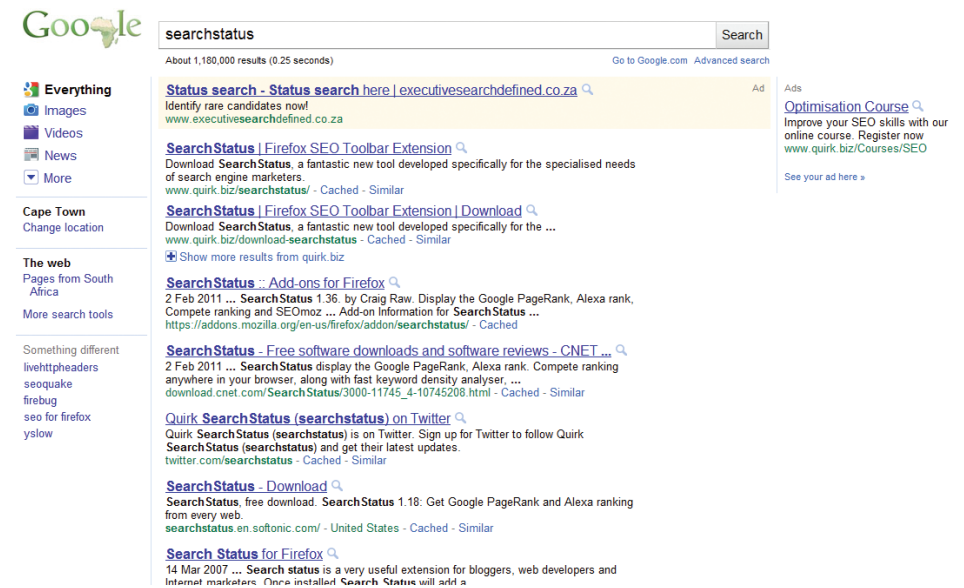 Google
searchstatus
Search
About 1,180,000 results (0.25 seconds)
Go to Google.com Advanced search
Everything
Images
Videos
News
More
Cape Town
Change location
The web
Pages from South
Africa
More search tools
Something different
livehttpheaders
seoquake
firebug
seo for firefox
yslow
Status search - Status search here | executivesearchdefined.co.za
Ad
Identify rare candidates now!
www.executivesearchdefined.co.za
SearchStatus | Firefox SEO Toolbar Extension
Download SearchStatus, a fantastic new tool developed specifically for the specialised needs
of search engine marketers.
www.quirk.biz/searchstatus/ - Cached - Similar
SearchStatus | Firefox SEO Toolbar Extension | Download
Download SearchStatus, a fantastic new tool developed specifically for the ...
www.quirk.biz/download-searchstatus - Cached - Similar
Show more results from quirk.biz
SearchStatus :: Add-ons for Firefox
2 Feb 2011 ... SearchStatus 1.36. by Craig Raw. Display the Google PageRank, Alexa rank,
Compete ranking and SEOmoz ... Add-on Information for SearchStatus ...
https://addons.mozilla.org/en-us/firefox/addon/searchstatus/ - Cached
SearchStatus - Free software downloads and software reviews - CNET ...
2 Feb 2011 ... SearchStatus display the Google PageRank, Alexa rank. Compete ranking
anywhere in your browser, along with fast keyword density analyser, ...
download.cnet.com/SearchStatus/3000-11745_4-10745208.html - Cached - Similar
Quirk SearchStatus (searchstatus) on Twitter
Quirk SearchStatus (searchstatus) is on Twitter. Sign up for Twitter to follow Quirk
SearchStatus (searchstatus) and get their latest updates.
twitter.com/searchstatus - Cached - Similar
SearchStatus - Download
SearchStatus, free download. SearchStatus 1.18: Get Google PageRank and Alexa ranking
from every web.
searchstatus.en.softonic.com/ - United States - Cached - Similar
Search Status for Firefox
14 Mar 2007 ... Search status is a very useful extension for bloggers, web developers and
Internet marketers. Once installed Search Status will add a
Ads
Optimisation Course
Improve your SEO skills with our
online course. Register now
www.quirk.biz/Courses/SEO
See your ad here »